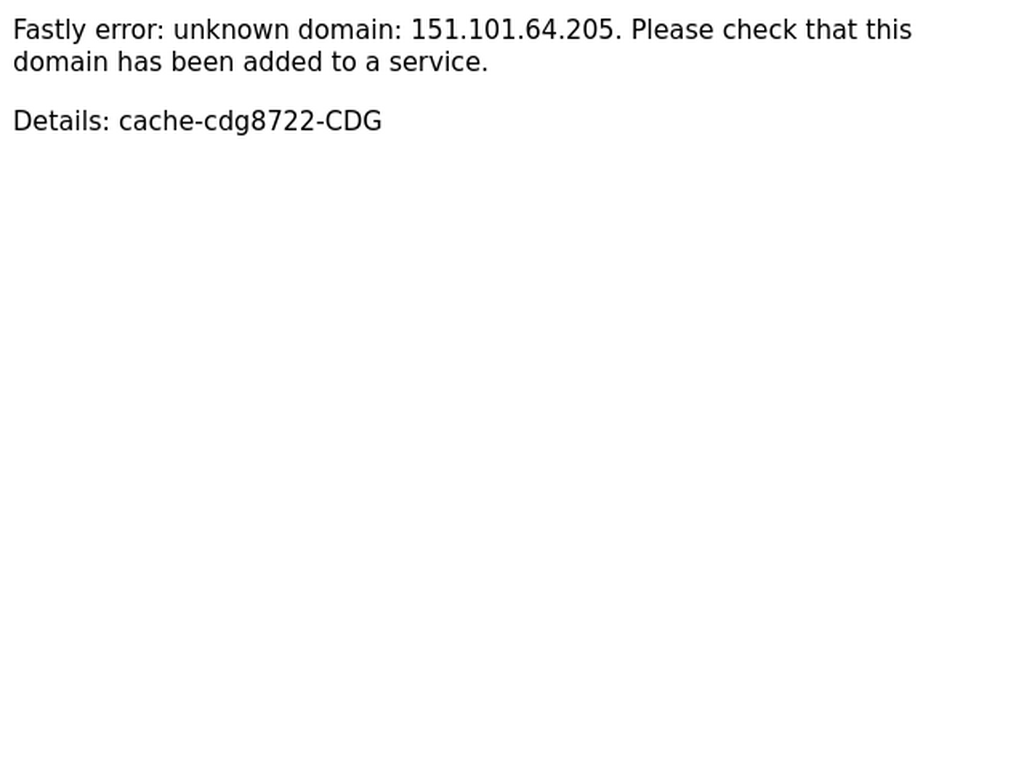 Fastly error: unknown domain: 151.101.64.205. Please check that this
domain has been added to a service.
Details: cache-cdg8722-CDG